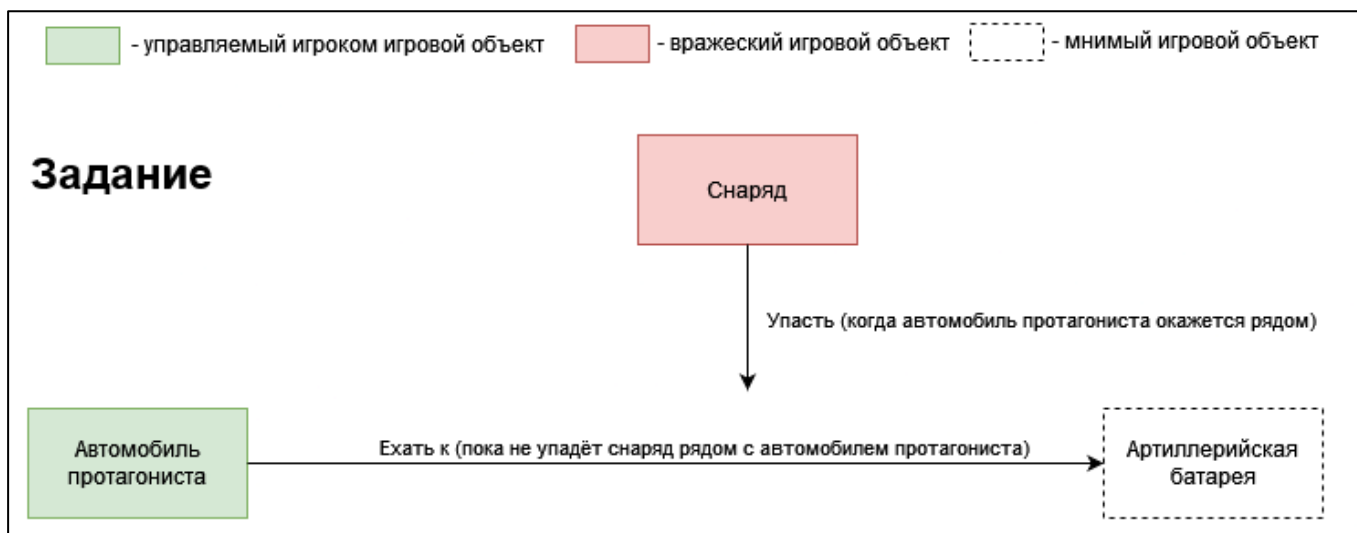 - управляемый игроком игровой объект
- вражеский игровой объект
- мнимый игровой объект
Задание
Снаряд
Упасть (когда автомобиль протагониста окажется рядом)
Автомобиль
протагониста
Ехать к (пока не упадёт снаряд рядом с автомобилем протагониста)
Артиллерийская
батарея